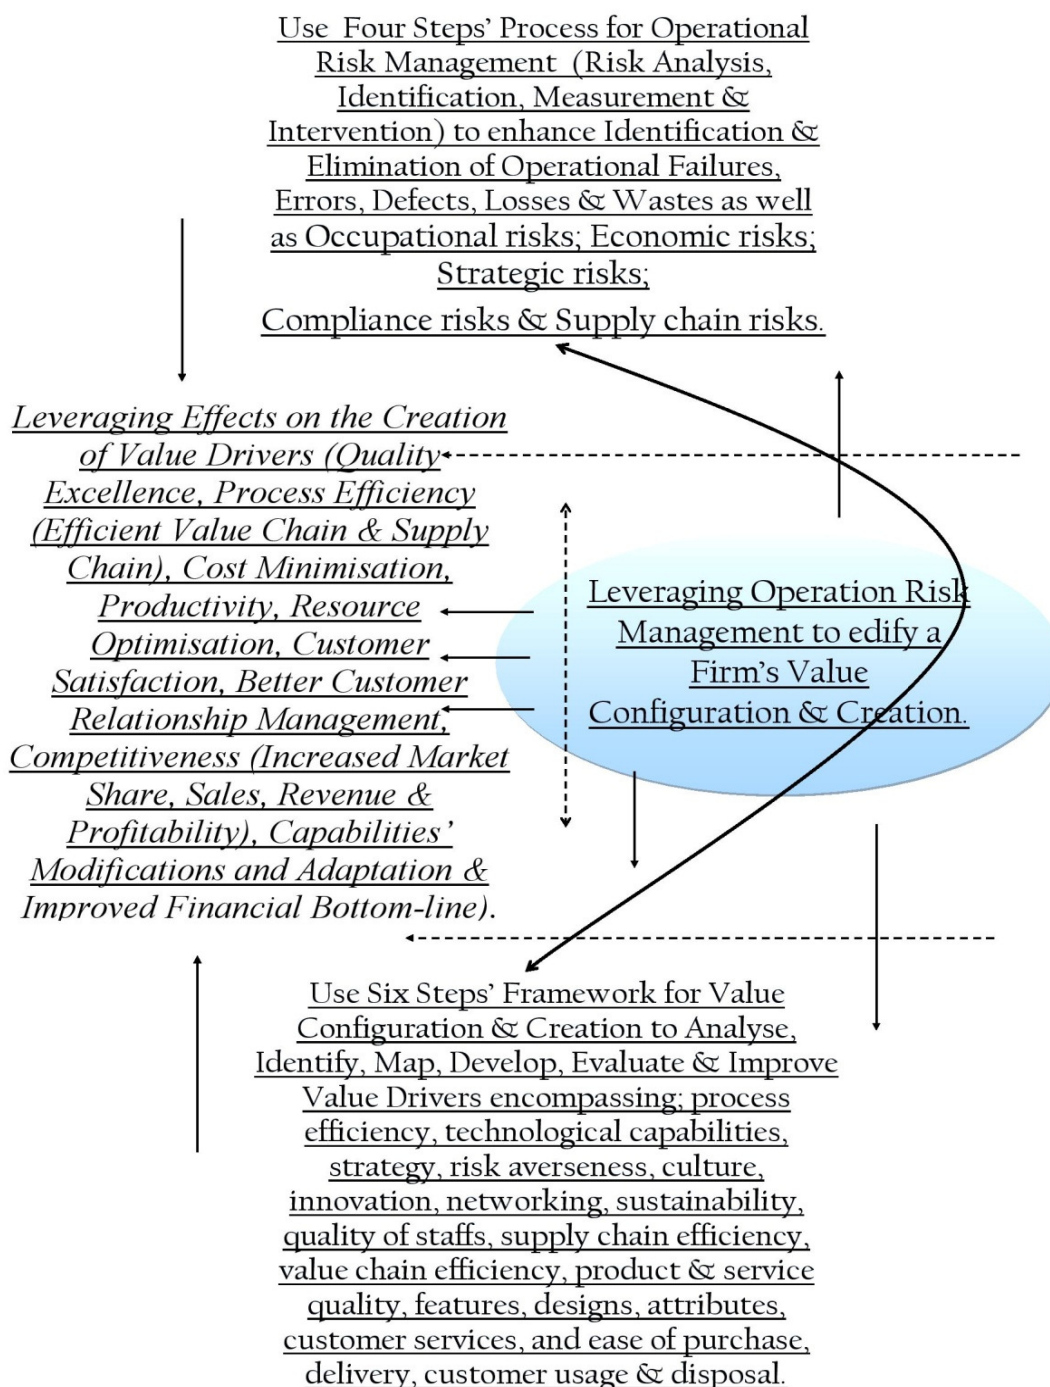 Use Four Steps’ Process for Operational
Risk Management (Risk Analysis,
Identification, Measurement &
Intervention) to enhance Identification &
Elimination of Operational Failures,
Errors, Defects, Losses & Wastes as well
as Occupational risks; Economic risks;
Strategic risks;
Compliance risks & Supply chain risks.
Leveraging Effects on the Creation
of Value Drivers (Quality
Excellence, Process Efficiency
(Efficient Value Chain & Supply
Chain), Cost Minimisation,
Productivity, Resource
Optimisation, Customer
Satisfaction, Better Customer
Relationship Management,
Competitiveness (Increased Market
Share, Sales, Revenue &
Profitability), Capabilities’
Modifications and Adaptation &
Improved Financial Bottom-line).
Leveraging Operation Risk
Management to edify a
Firm’s Value
Configuration & Creation.
Use Six Steps’ Framework for Value
Configuration & Creation to Analyse,
Identify, Map, Develop, Evaluate & Improve
Value Drivers encompassing; process
efficiency, technological capabilities,
strategy, risk averseness, culture,
innovation, networking, sustainability,
quality of staffs, supply chain efficiency,
value chain efficiency, product & service
quality, features, designs, attributes,
customer services, and ease of purchase,
delivery, customer usage & disposal.